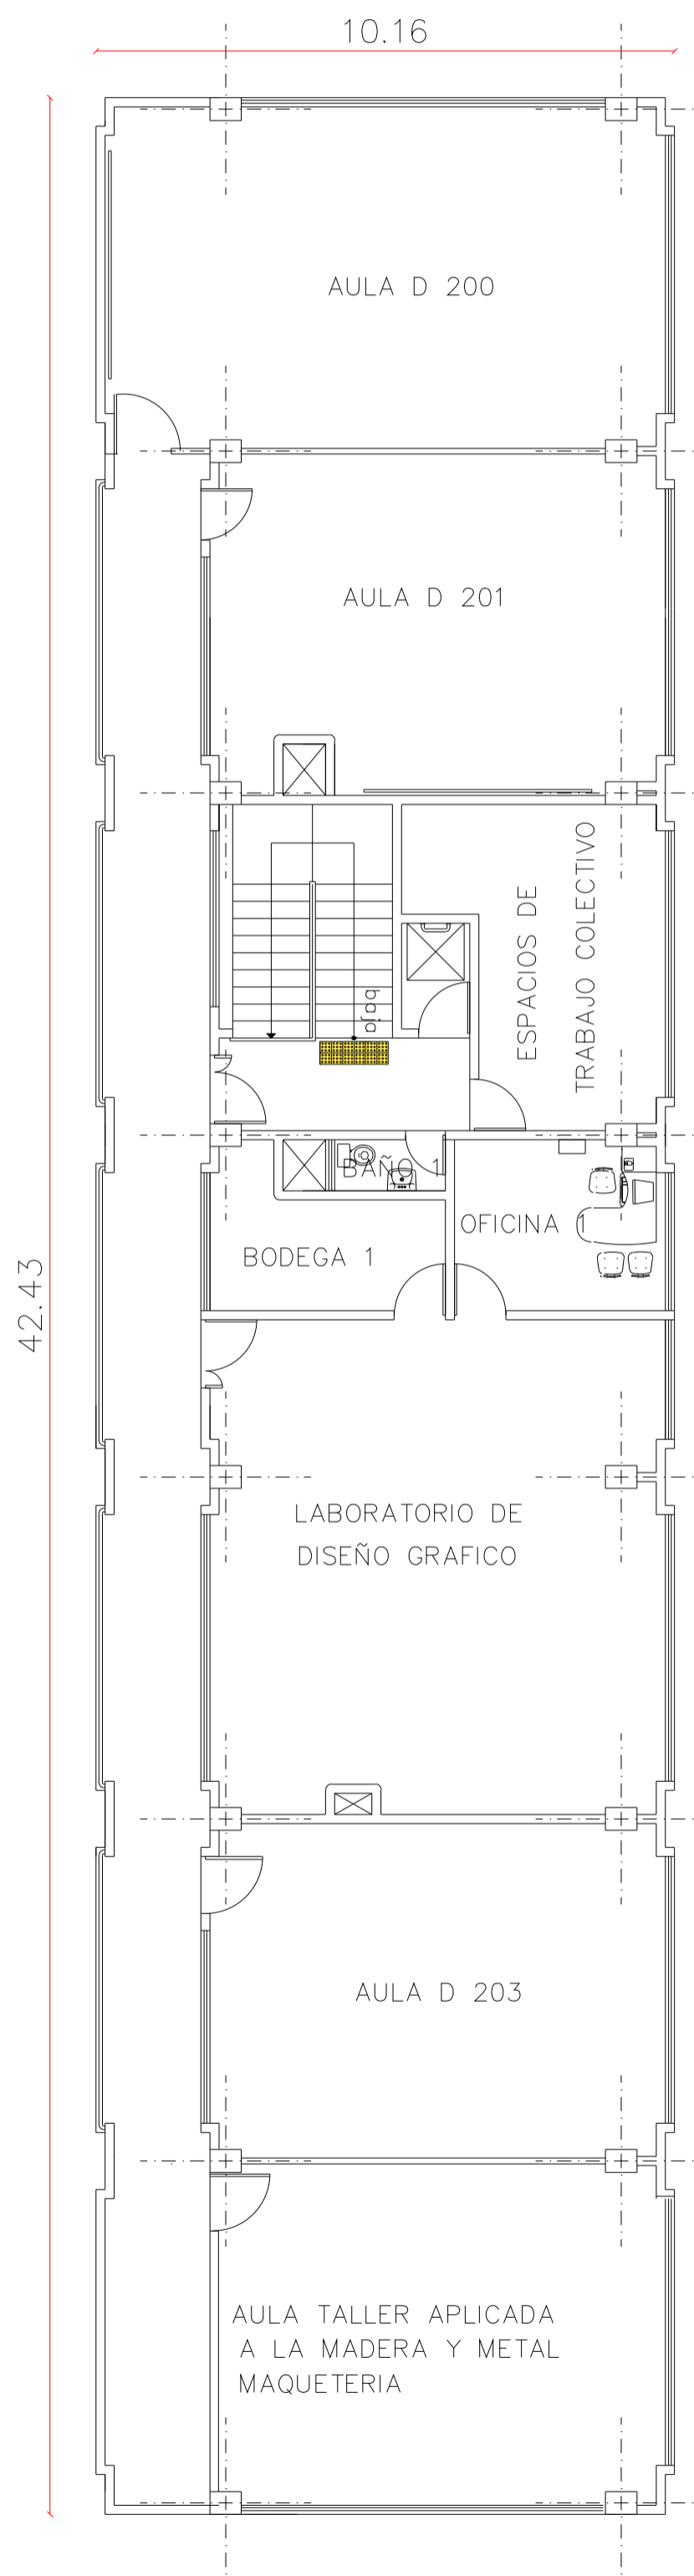 10.16
AULA D 200
AULA D 201
ESPACIOS DE
TRABAJO COLECTIVO
baja
BAÑO 1
OFICINA 1
BODEGA 1
42.43
LABORATORIO DE
DISEÑO GRAFICO
AULA D 203
AULA TALLER APLICADA
A LA MADERA Y METAL
MAQUETERIA